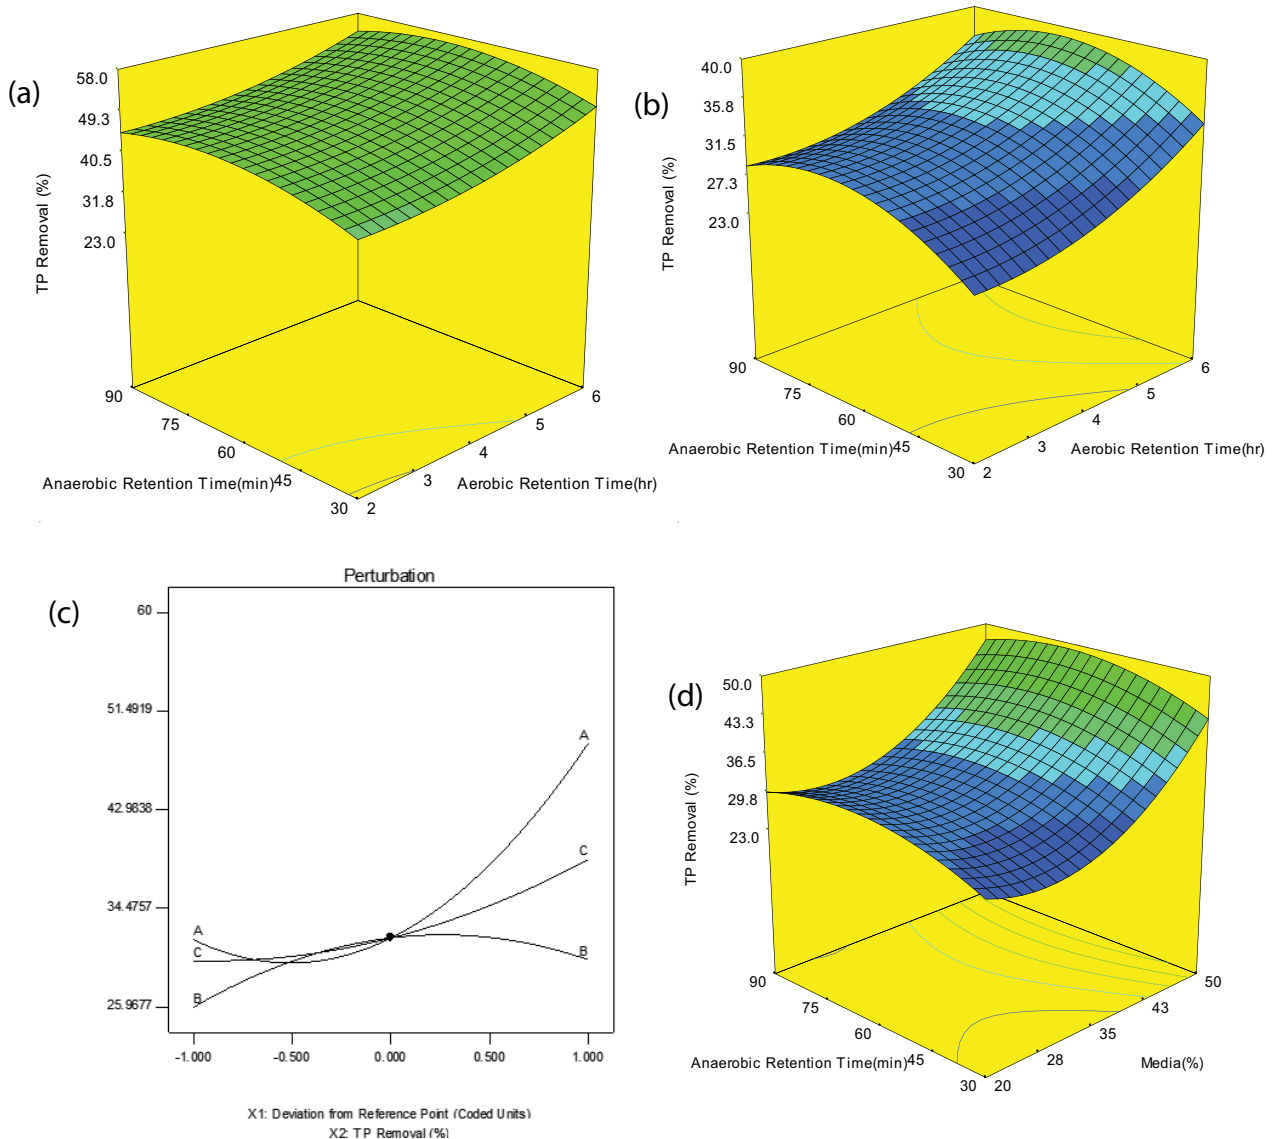 (a)
58.0
49.3
40.5
31.8
23.0
TP Removal (%)
90
75
60
45
30
Anaerobic Retention Time(min)
2
3
4
5
6
Aerobic Retention Time(hr)
(b)
40.0
35.8
31.5
27.3
23.0
TP Removal (%)
90
75
60
45
30
Anaerobic Retention Time(min)
2
3
4
5
6
Aerobic Retention Time(hr)
(c)
Perturbation
60
51.4919
42.9838
34.4757
25.9677
A
C
B
A
C
B
-1.000
-0.500
0.000
0.500
1.000
X1: Deviation from Reference Point (Coded Units)
X2: TP Removal (%)
(d)
50.0
43.3
36.5
29.8
23.0
TP Removal (%)
90
75
60
45
30
Anaerobic Retention Time(min)
20
28
35
43
50
Media(%)